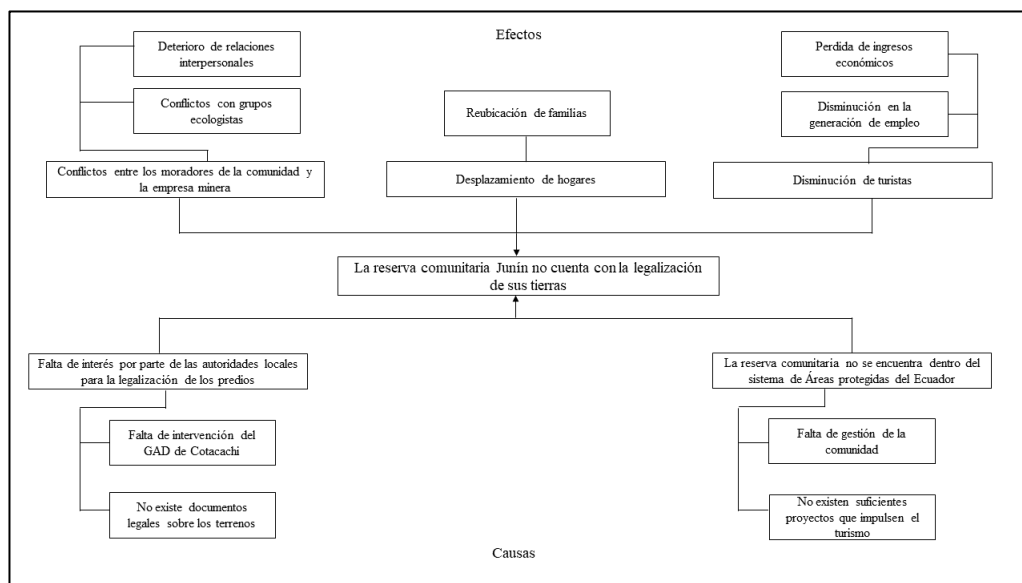 Efectos
Deterioro de relaciones
interpersonales
Conflictos con grupos
ecologistas
Conflictos entre los moradores de la comunidad y
la empresa minera
Reubicación de familias
Desplazamiento de hogares
Perdida de ingresos
económicos
Disminución en la
generación de empleo
Disminución de turistas
La reserva comunitaria Junín no cuenta con la legalización
de sus tierras
Falta de interés por parte de las autoridades locales
para la legalización de los predios
Falta de intervención del
GAD de Cotacachi
No existe documentos
legales sobre los terrenos
La reserva comunitaria no se encuentra dentro del
sistema de Áreas protegidas del Ecuador
Falta de gestión de la
comunidad
No existen suficientes
proyectos que impulsen el
turismo
Causas